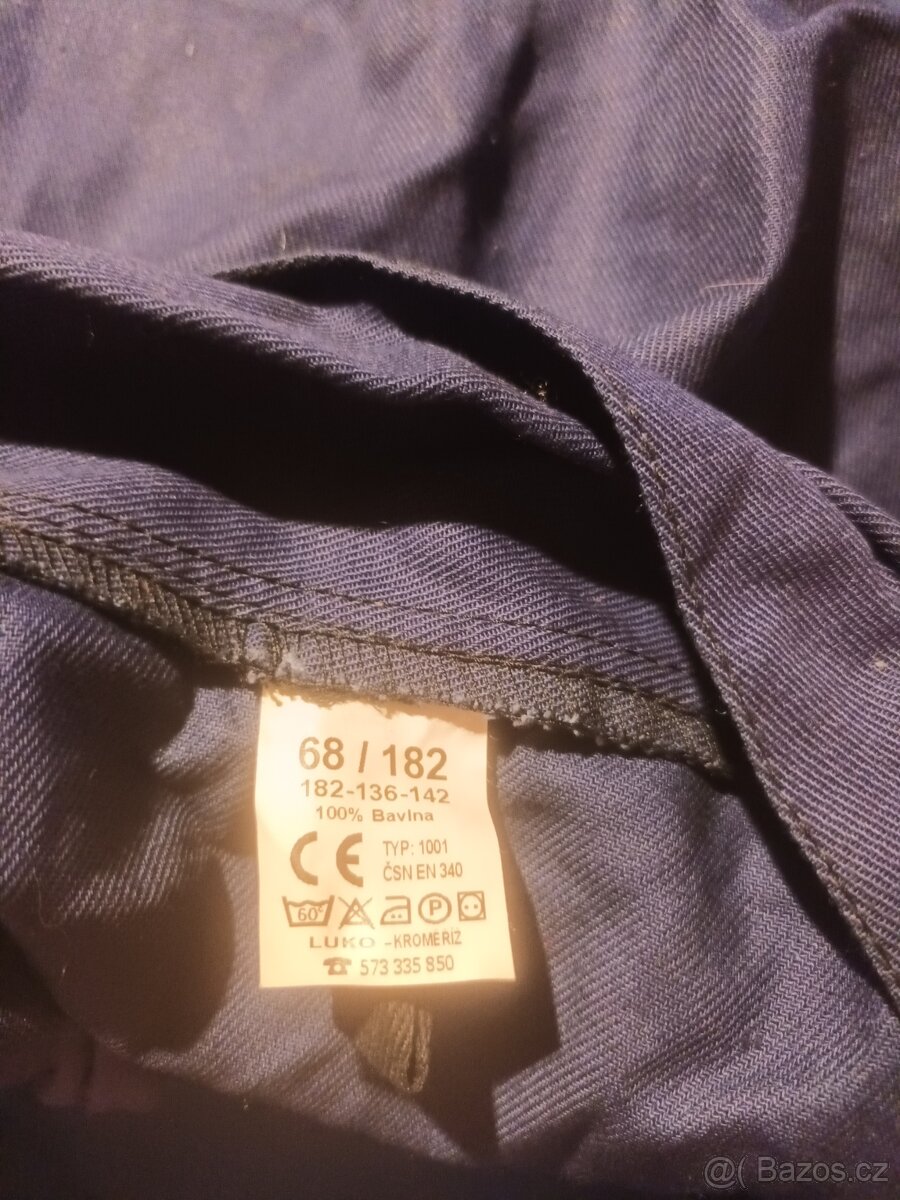 68 / 182
182-136-142
100% Bavlna
CE TYP: 1001
ČSN EN 340
60° P
LUKO - KROMĚŘÍŽ
☎ 573 335 850
@( Bazos.cz